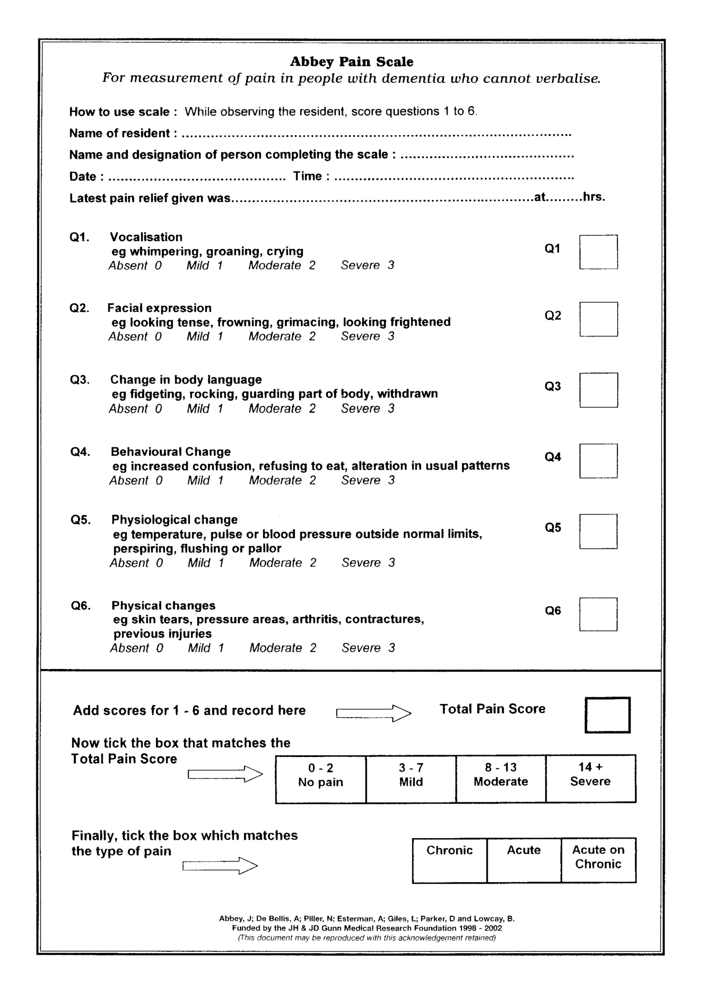 Abbey Pain Scale
For measurement of pain in people with dementia who cannot verbalise.
How to use scale : While observing the resident, score questions 1 to 6.
Name of resident : ....................................................................................................
Name and designation of person completing the scale : ..........................................
Date : ........................................... Time : ..........................................................
Latest pain relief given was.........................................................................at.........hrs.
Q1. Vocalisation
eg whimpering, groaning, crying
Q1
Absent 0 Mild 1 Moderate 2 Severe 3
Q2. Facial expression
eg looking tense, frowning, grimacing, looking frightened
Q2
Absent 0 Mild 1 Moderate 2 Severe 3
Q3. Change in body language
eg fidgeting, rocking, guarding part of body, withdrawn
Q3
Absent 0 Mild 1 Moderate 2 Severe 3
Q4. Behavioural Change
eg increased confusion, refusing to eat, alteration in usual patterns
Q4
Absent 0 Mild 1 Moderate 2 Severe 3
Q5. Physiological change
eg temperature, pulse or blood pressure outside normal limits,
perspiring, flushing or pallor
Q5
Absent 0 Mild 1 Moderate 2 Severe 3
Q6. Physical changes
eg skin tears, pressure areas, arthritis, contractures,
previous injuries
Q6
Absent 0 Mild 1 Moderate 2 Severe 3
Add scores for 1 - 6 and record here Total Pain Score
Now tick the box that matches the
Total Pain Score
0 - 2 3 - 7 8 - 13 14 +
No pain Mild Moderate Severe
Finally, tick the box which matches
the type of pain
Chronic Acute Acute on
Chronic
Abbey, J; De Bellis, A; Piller, N; Esterman, A; Giles, L; Parker, D and Lowcay, B.
Funded by the JH & JD Gunn Medical Research Foundation 1998 - 2002
(This document may be reproduced with this acknowledgement retained)